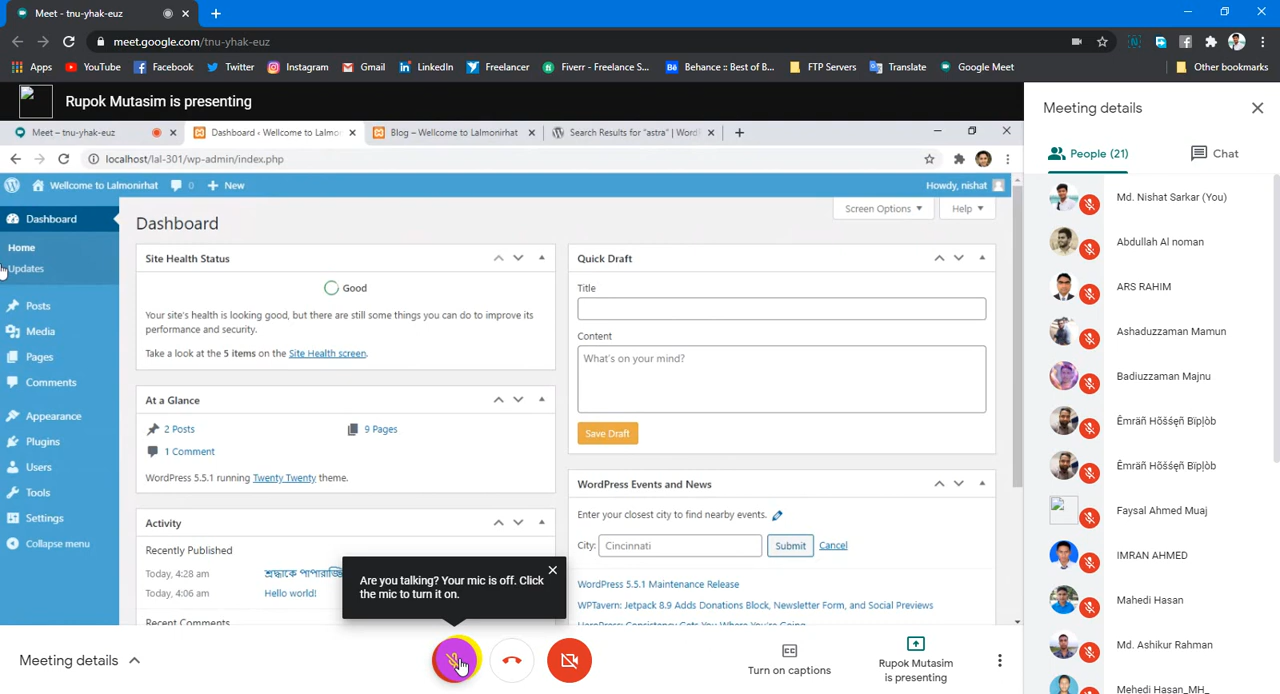 Meet - tnu-yhak-euz
meet.google.com/tnu-yhak-euz
Apps YouTube Facebook Twitter Instagram Gmail LinkedIn Freelancer Fiverr - Freelance S... Behance :: Best of B... FTP Servers Translate Google Meet Other bookmarks
Rupok Mutasim is presenting
Meet – tnu-yhak-euz
Dashboard ‹ Wellcome to Lalmo
Blog – Wellcome to Lalmonirhat
Search Results for "astra" | Word
localhost/lal-301/wp-admin/index.php
Wellcome to Lalmonirhat 0 + New
Howdy, nishat
Dashboard
Home
Updates
Posts
Media
Pages
Comments
Appearance
Plugins
Users
Tools
Settings
Collapse menu
Dashboard
Screen Options
Help
Site Health Status
Good
Your site's health is looking good, but there are still some things you can do to improve its
performance and security.
Take a look at the 5 items on the Site Health screen.
At a Glance
2 Posts 9 Pages
1 Comment
WordPress 5.5.1 running Twenty Twenty theme.
Activity
Recently Published
Today, 4:28 am
Today, 4:06 am Hello world!
Recent Comments
Quick Draft
Title
Content
What's on your mind?
Save Draft
WordPress Events and News
Enter your closest city to find nearby events.
City: Cincinnati Submit Cancel
WordPress 5.5.1 Maintenance Release
WPTavern: Jetpack 8.9 Adds Donations Block, Newsletter Form, and Social Previews
Are you talking? Your mic is off. Click
the mic to turn it on.
Meeting details
Turn on captions
Rupok Mutasim
is presenting
Meeting details
People (21)
Chat
Md. Nishat Sarkar (You)
Abdullah Al noman
ARS RAHIM
Ashaduzzaman Mamun
Badiuzzaman Majnu
Êmräñ Hõšśęñ Bïpļòb
Êmräñ Hõšśęñ Bïpļòb
Faysal Ahmed Muaj
IMRAN AHMED
Mahedi Hasan
Md. Ashikur Rahman
Mehedi Hasan_MH_